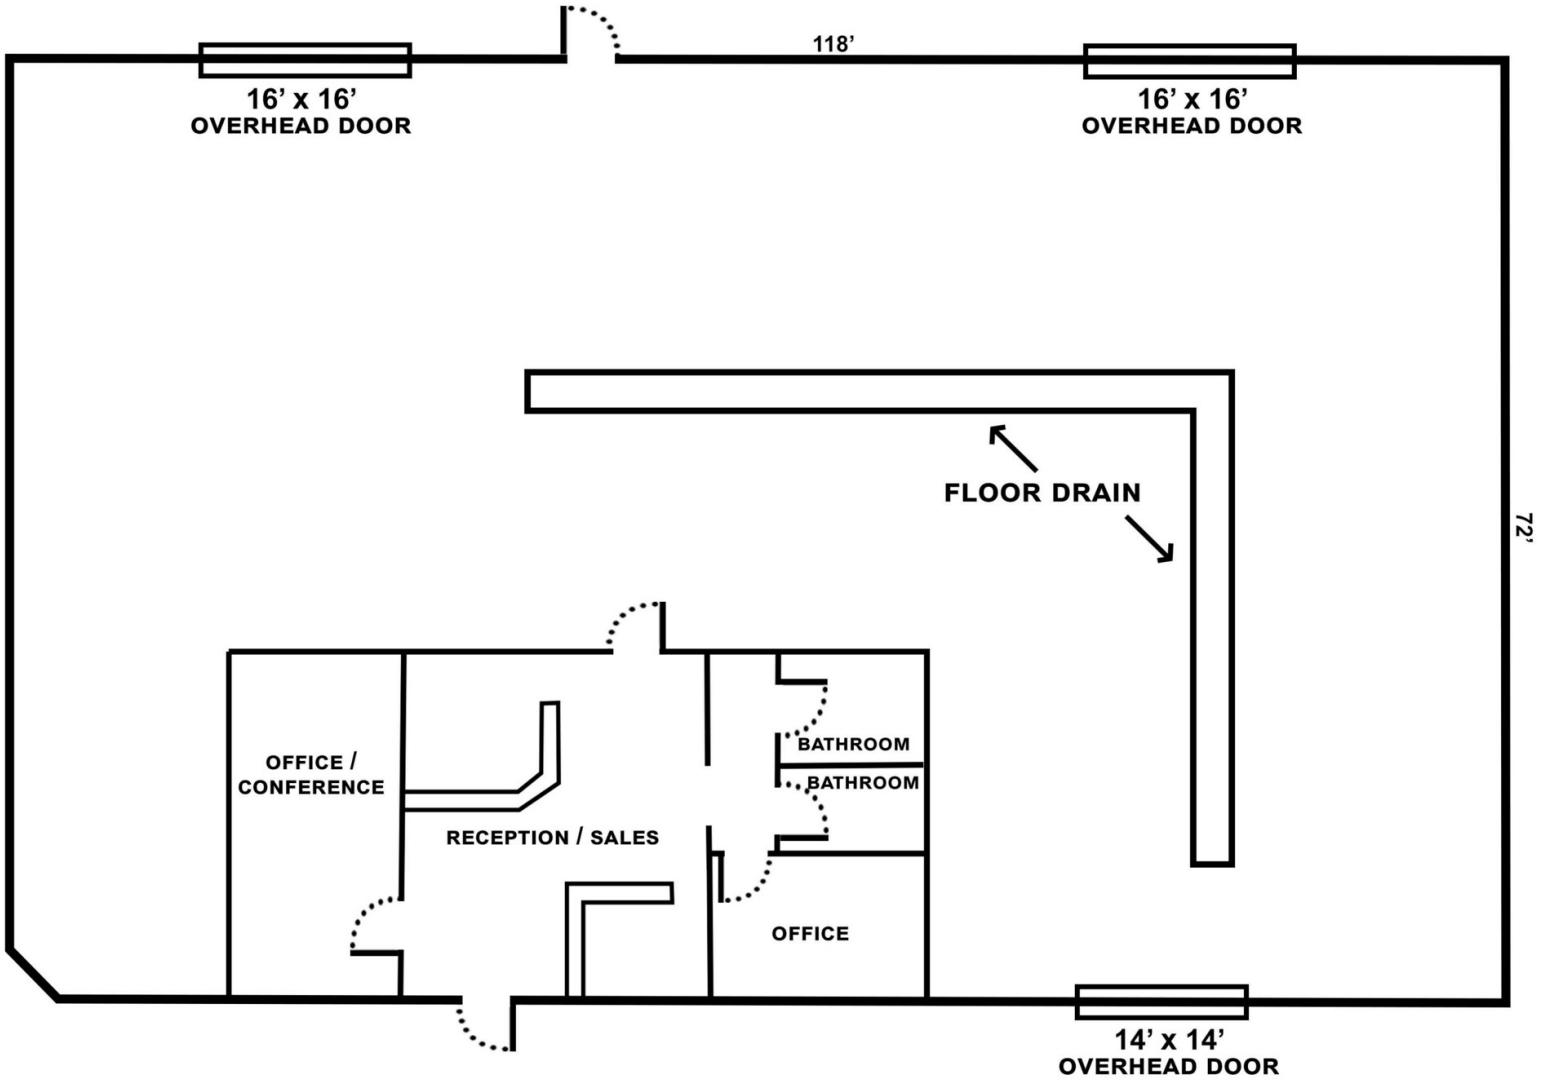 118’
16’ x 16’
OVERHEAD DOOR
16’ x 16’
OVERHEAD DOOR
FLOOR DRAIN
72’
OFFICE /
CONFERENCE
BATHROOM
BATHROOM
RECEPTION / SALES
OFFICE
14’ x 14’
OVERHEAD DOOR